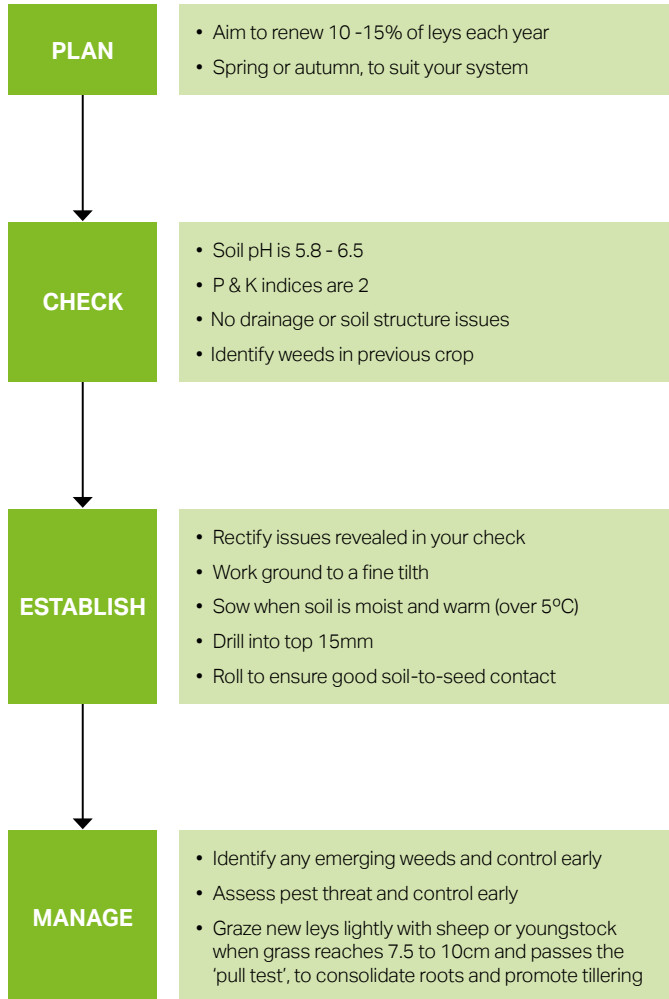 PLAN
• Aim to renew 10 -15% of leys each year
• Spring or autumn, to suit your system
CHECK
• Soil pH is 5.8 - 6.5
• P & K indices are 2
• No drainage or soil structure issues
• Identify weeds in previous crop
ESTABLISH
• Rectify issues revealed in your check
• Work ground to a fine tilth
• Sow when soil is moist and warm (over 5ºC)
• Drill into top 15mm
• Roll to ensure good soil-to-seed contact
MANAGE
• Identify any emerging weeds and control early
• Assess pest threat and control early
• Graze new leys lightly with sheep or youngstock
when grass reaches 7.5 to 10cm and passes the
‘pull test’, to consolidate roots and promote tillering